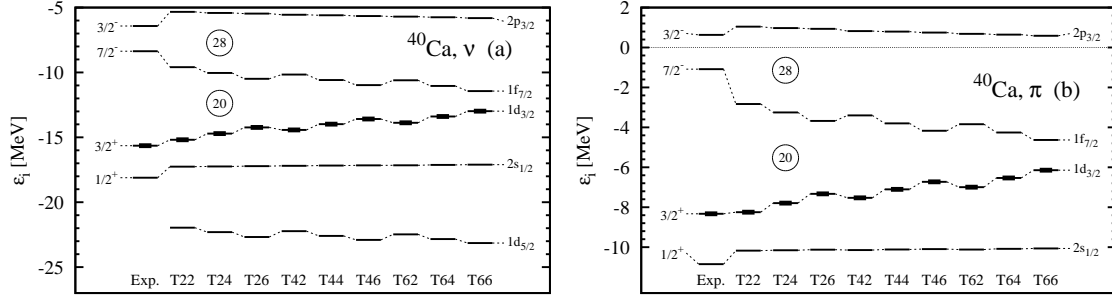 -5
-10
-15
-20
-25
εᵢ [MeV]
3/2⁻
7/2⁻
3/2⁺
1/2⁺
28
20
⁴⁰Ca, ν (a)
2p₃/₂
1f₇/₂
1d₃/₂
2s₁/₂
1d₅/₂
Exp. T22 T24 T26 T42 T44 T46 T62 T64 T66
2
0
-2
-4
-6
-8
-10
εᵢ [MeV]
3/2⁻
7/2⁻
3/2⁺
1/2⁺
28
20
⁴⁰Ca, π (b)
2p₃/₂
1f₇/₂
1d₃/₂
2s₁/₂
Exp. T22 T24 T26 T42 T44 T46 T62 T64 T66